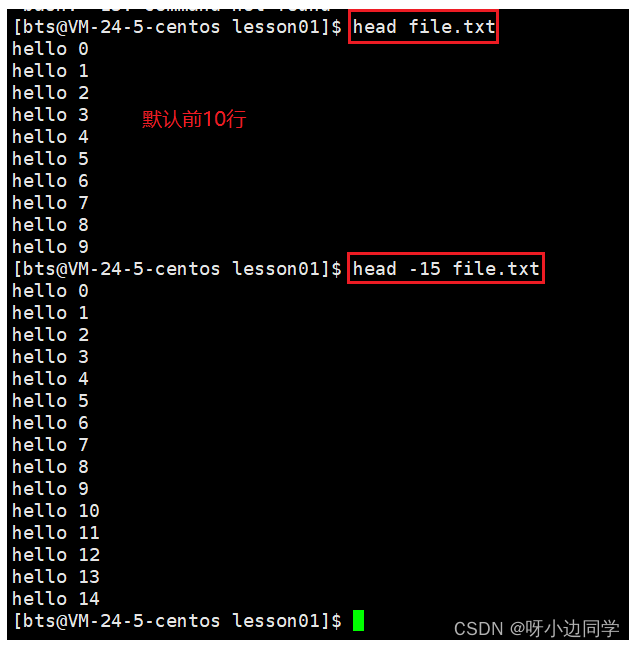 [bts@VM-24-5-centos lesson01]$ head file.txt
hello 0
hello 1
hello 2
hello 3
默认前10行
hello 4
hello 5
hello 6
hello 7
hello 8
hello 9
[bts@VM-24-5-centos lesson01]$ head -15 file.txt
hello 0
hello 1
hello 2
hello 3
hello 4
hello 5
hello 6
hello 7
hello 8
hello 9
hello 10
hello 11
hello 12
hello 13
hello 14
[bts@VM-24-5-centos lesson01]$
CSDN @呀小边同学